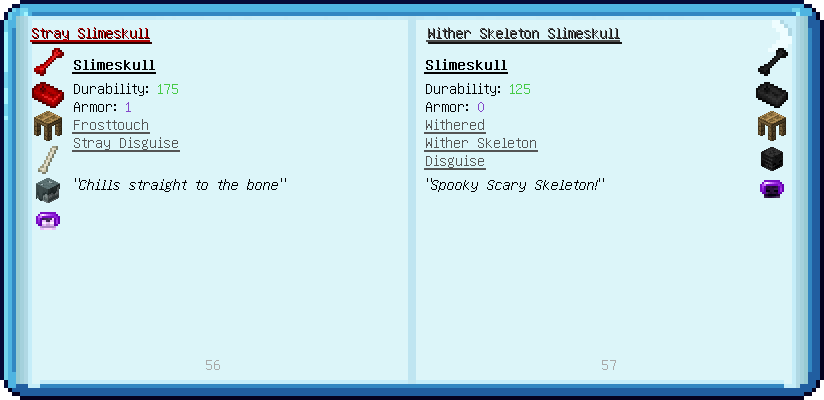 Stray Slimeskull
Slimeskull
Durability: 175
Armor: 1
Frosttouch
Stray Disguise
"Chills straight to the bone"
56
Wither Skeleton Slimeskull
Slimeskull
Durability: 125
Armor: 0
Withered
Wither Skeleton
Disguise
"Spooky Scary Skeleton!"
57